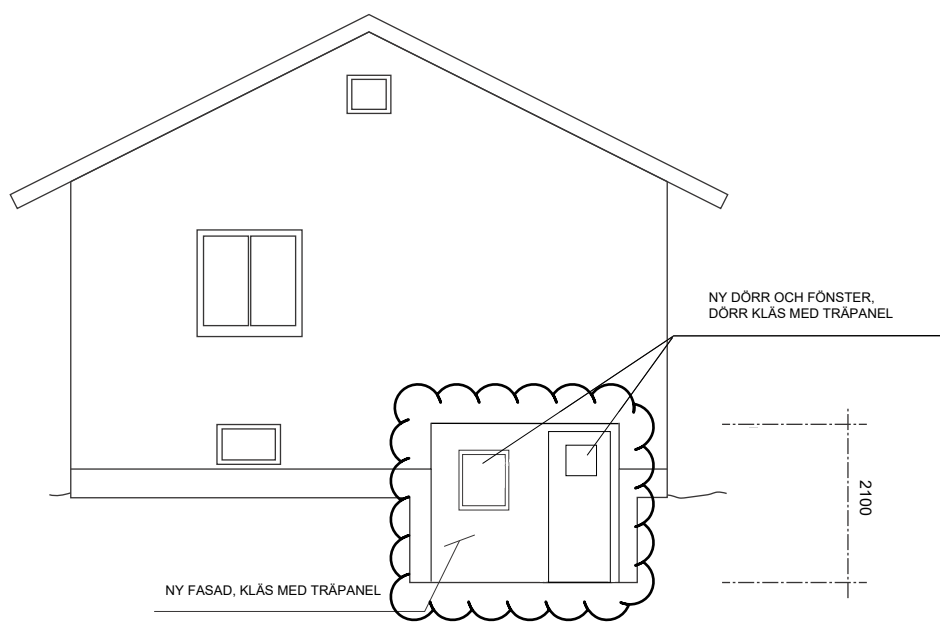 NY DÖRR OCH FÖNSTER,
DÖRR KLÄS MED TRÄPANEL
2100
NY FASAD, KLÄS MED TRÄPANEL